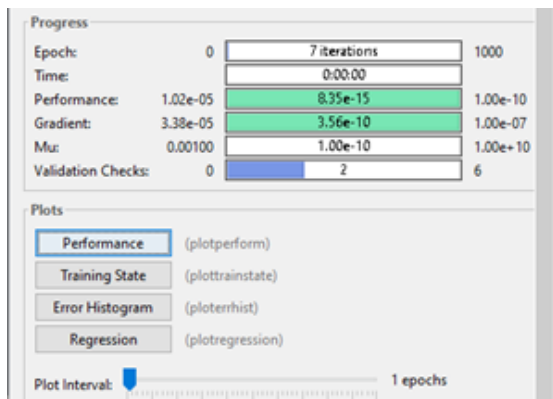 Progress
Epoch: 0 7 iterations 1000
Time: 0:00:00
Performance: 1.02e-05 8.35e-15 1.00e-10
Gradient: 3.38e-05 3.56e-10 1.00e-07
Mu: 0.00100 1.00e-10 1.00e+10
Validation Checks: 0 2 6
Plots
Performance (plotperform)
Training State (plottrainstate)
Error Histogram (ploterrhist)
Regression (plotregression)
Plot Interval: 1 epochs